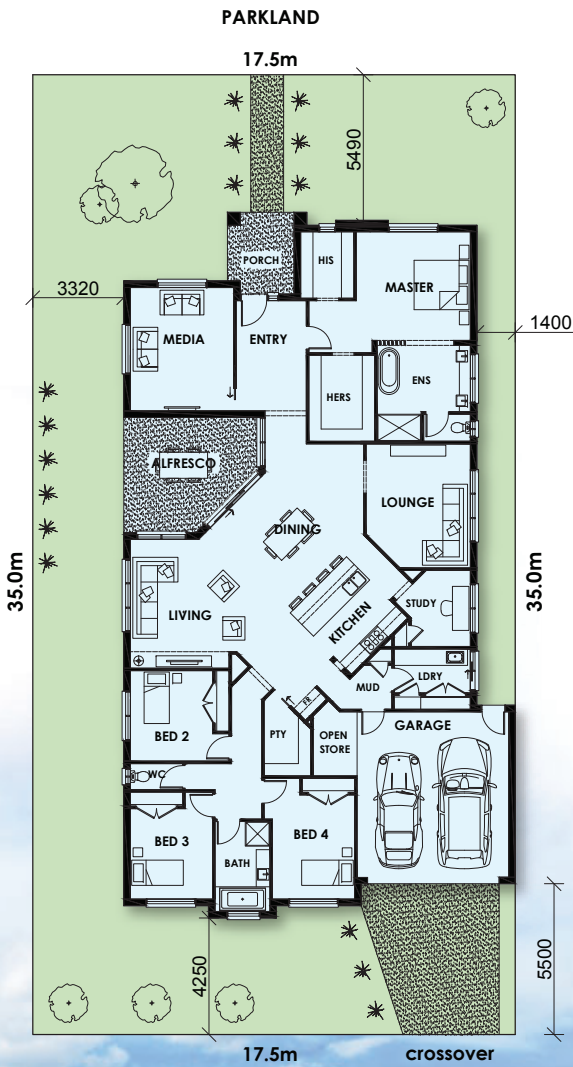 PARKLAND
17.5m
5490
PORCH
HIS
MASTER
3320
1400
MEDIA
ENTRY
ENS
HERS
ALFRESCO
LOUNGE
DINING
35.0m
35.0m
STUDY
LIVING
KITCHEN
MUD
LDRY
FR
BED 2
PTY
OPEN
STORE
GARAGE
WC
BED 3
BATH
BED 4
4250
5500
17.5m
crossover